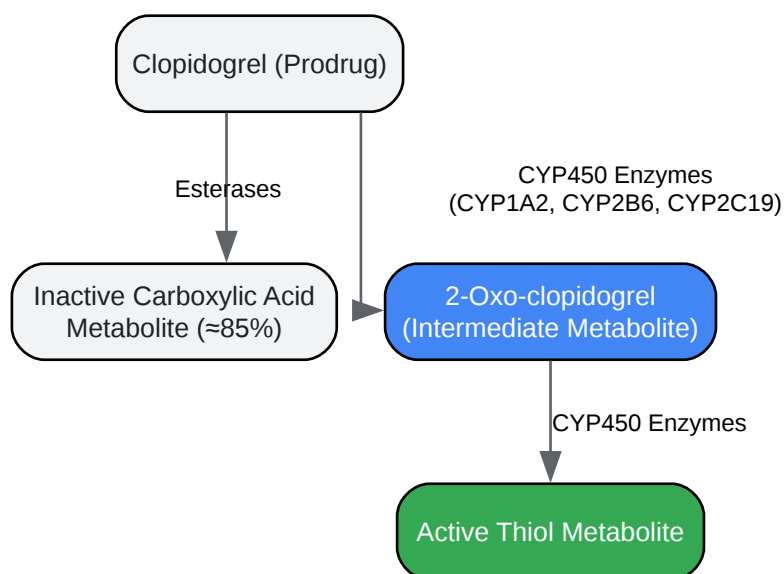 Clopidogrel (Prodrug)
Esterases
CYP450 Enzymes
(CYP1A2, CYP2B6, CYP2C19)
Inactive Carboxylic Acid
Metabolite (≈85%)
2-Oxo-clopidogrel
(Intermediate Metabolite)
CYP450 Enzymes
Active Thiol Metabolite